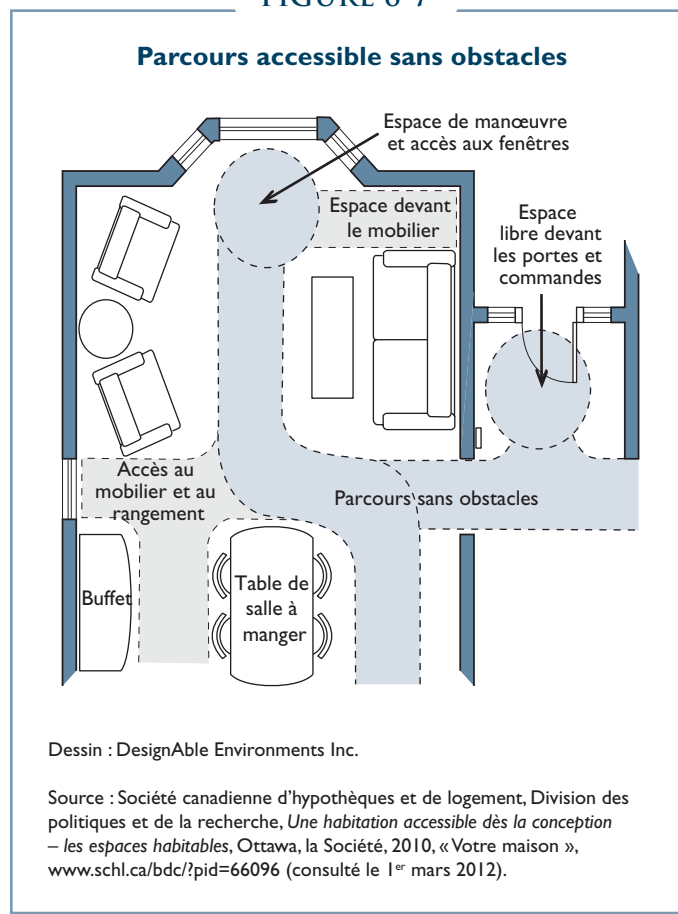 FIGURE 6-7
Parcours accessible sans obstacles
Espace de manœuvre
et accès aux fenêtres
Espace devant
le mobilier
Espace
libre devant
les portes et
commandes
Accès au
mobilier et au
rangement
Parcours sans obstacles
Buffet
Table de
salle à
manger
Dessin : DesignAble Environments Inc.
Source : Société canadienne d’hypothèques et de logement, Division des
politiques et de la recherche, Une habitation accessible dès la conception
– les espaces habitables, Ottawa, la Société, 2010, « Votre maison »,
www.schl.ca/bdc/?pid=66096 (consulté le 1er mars 2012).